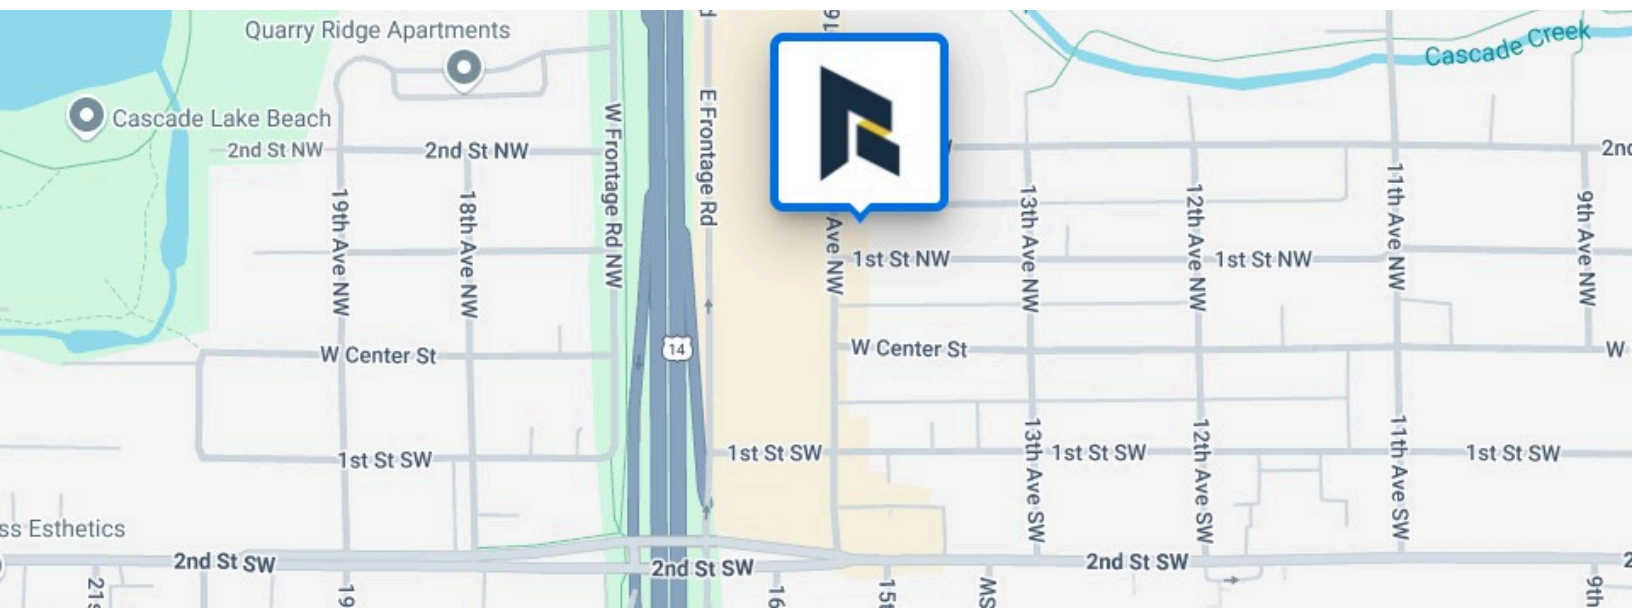 Quarry Ridge Apartments
Cascade Creek
Cascade Lake Beach
2nd St NW
2nd St NW
W Frontage Rd NW
E Frontage Rd
19th Ave NW
18th Ave NW
Ave NW
13th Ave NW
12th Ave NW
11th Ave NW
9th Ave NW
1st St NW
1st St NW
W Center St
14
W Center St
W
1st St SW
1st St SW
1st St SW
1st St SW
13th Ave SW
12th Ave SW
11th Ave SW
ss Esthetics
2nd St SW
2nd St SW
2nd St SW
19
16
9th